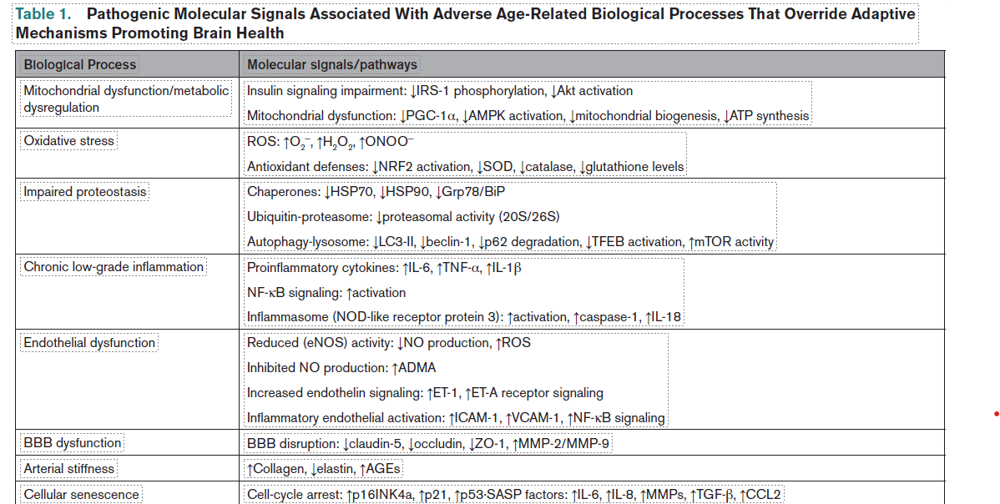 Table 1. Pathogenic Molecular Signals Associated With Adverse Age-Related Biological Processes That Override Adaptive
Mechanisms Promoting Brain Health
Biological Process
Molecular signals/pathways
Mitochondrial dysfunction/metabolic
dysregulation
Insulin signaling impairment: ↓IRS-1 phosphorylation, ↓Akt activation
Mitochondrial dysfunction: ↓PGC-1α, ↓AMPK activation, ↓mitochondrial biogenesis, ↓ATP synthesis
Oxidative stress
ROS: ↑O₂⁻, ↑H₂O₂, ↑ONOO⁻
Antioxidant defenses: ↓NRF2 activation, ↓SOD, ↓catalase, ↓glutathione levels
Impaired proteostasis
Chaperones: ↓HSP70, ↓HSP90, ↓Grp78/BiP
Ubiquitin-proteasome: ↓proteasomal activity (20S/26S)
Autophagy-lysosome: ↓LC3-II, ↓beclin-1, ↓p62 degradation, ↓TFEB activation, ↑mTOR activity
Chronic low-grade inflammation
Proinflammatory cytokines: ↑IL-6, ↑TNF-α, ↑IL-1β
NF-κB signaling: ↑activation
Inflammasome (NOD-like receptor protein 3): ↑activation, ↑caspase-1, ↑IL-18
Endothelial dysfunction
Reduced (eNOS) activity: ↓NO production, ↑ROS
Inhibited NO production: ↑ADMA
Increased endothelin signaling: ↑ET-1, ↑ET-A receptor signaling
Inflammatory endothelial activation: ↑ICAM-1, ↑VCAM-1, ↑NF-κB signaling
BBB dysfunction
BBB disruption: ↓claudin-5, ↓occludin, ↓ZO-1, ↑MMP-2/MMP-9
Arterial stiffness
↑Collagen, ↓elastin, ↑AGEs
Cellular senescence
Cell-cycle arrest: ↑p16INK4a, ↑p21, ↑p53·SASP factors: ↑IL-6, ↑IL-8, ↑MMPs, ↑TGF-β, ↑CCL2